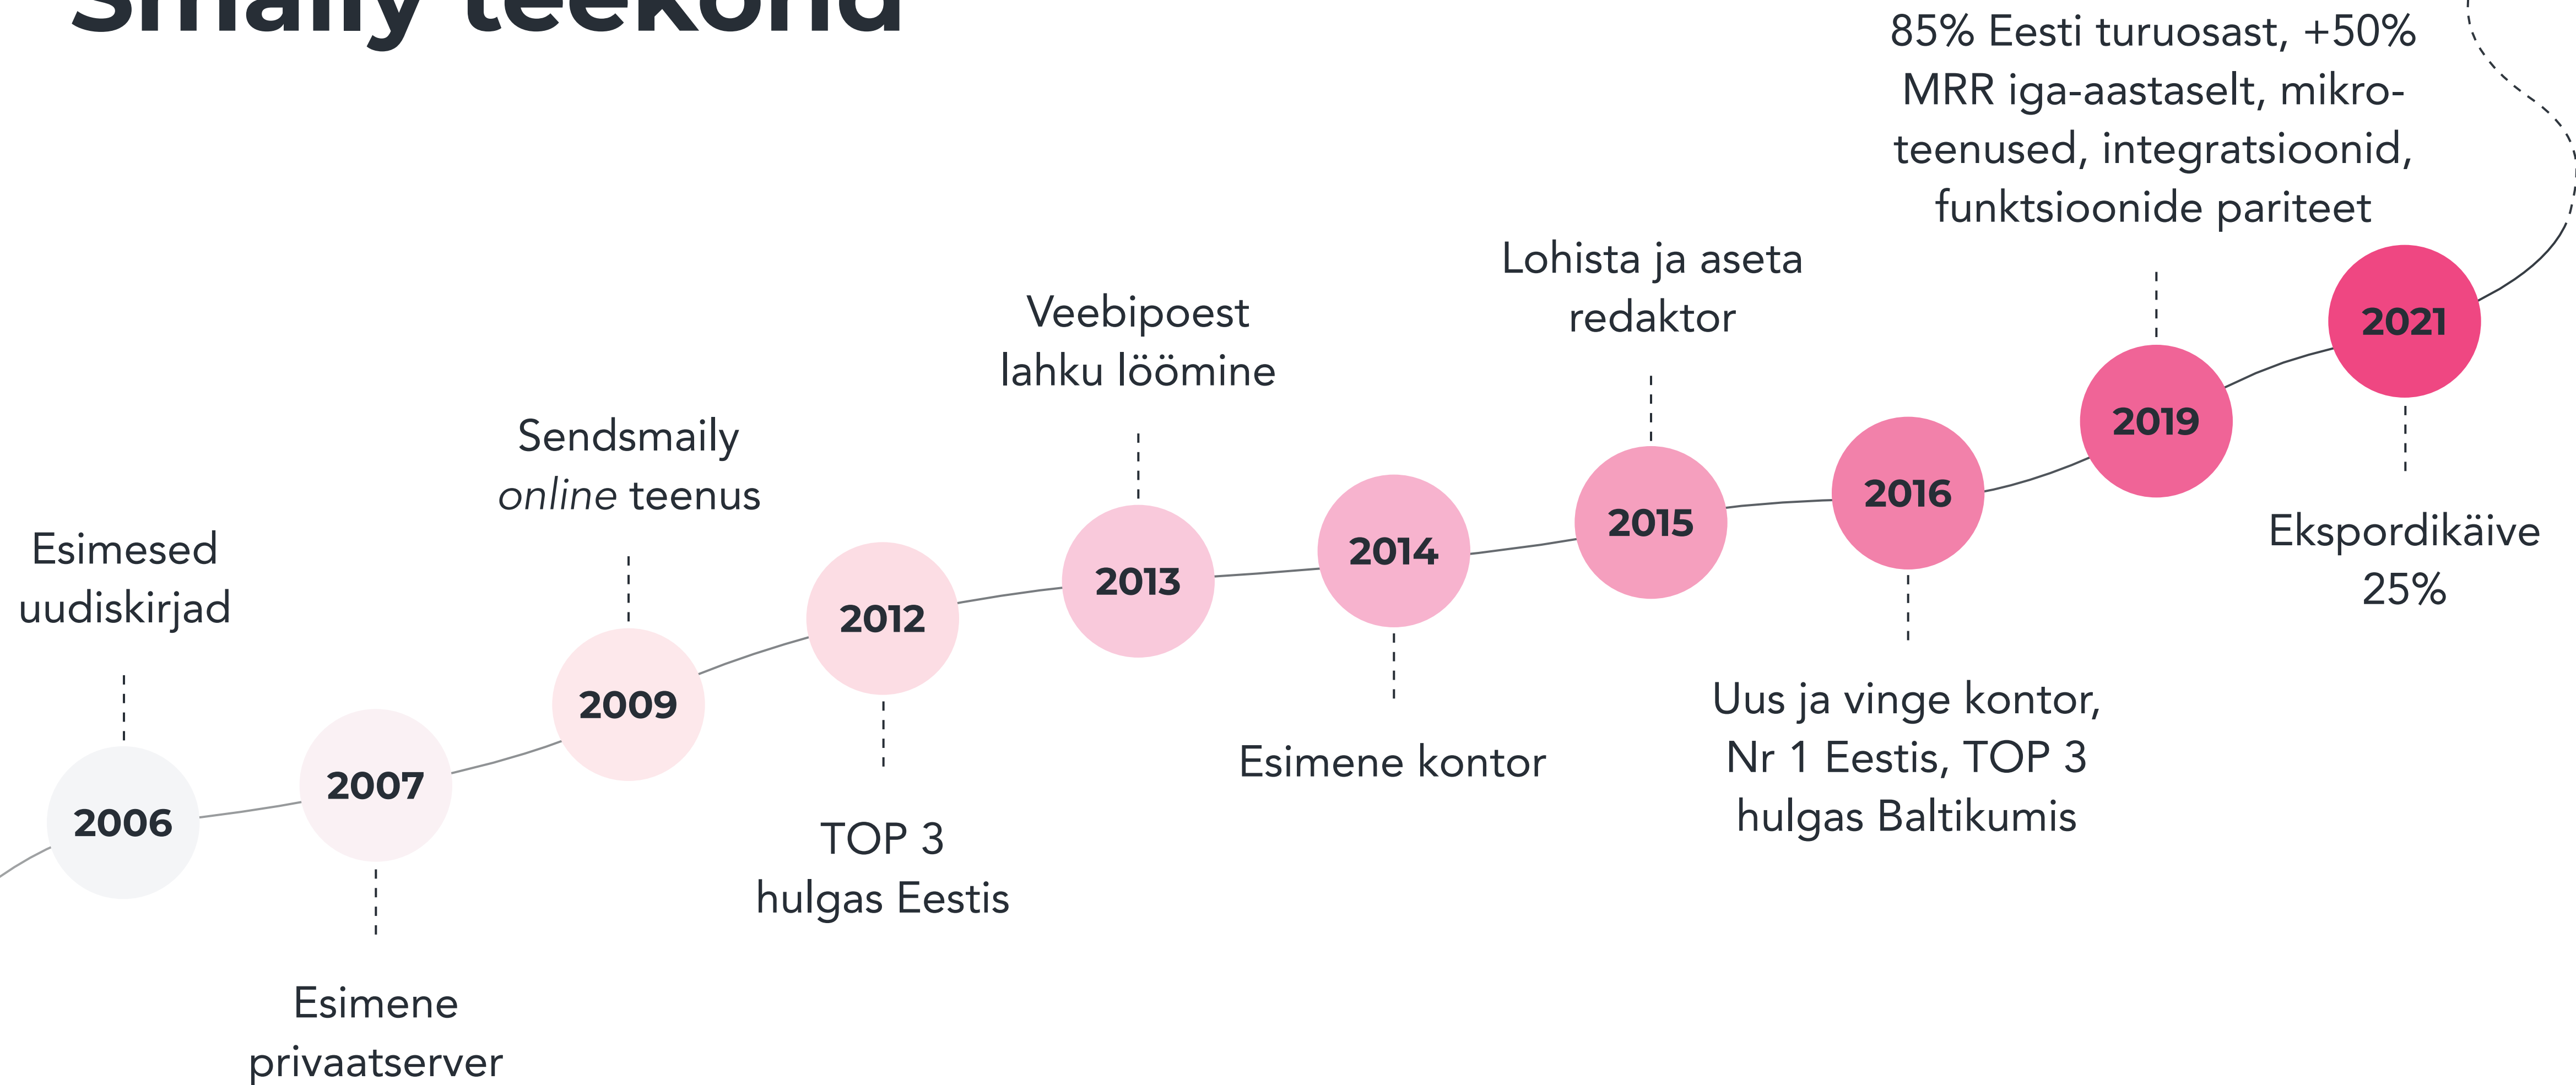 Smaily teekond
85% Eesti turuosast, +50%
MRR iga-aastaselt, mikro-
teenused, integratsioonid,
funktsioonide pariteet
Lohista ja aseta
redaktor
Veebipoest
lahku löömine
Sendsmaily
online teenus
Esimesed
uudiskirjad
2006
2007
2009
2012
2013
2014
2015
2016
2019
2021
Ekspordikäive
25%
Uus ja vinge kontor,
Nr 1 Eestis, TOP 3
hulgas Baltikumis
Esimene kontor
TOP 3
hulgas Eestis
Esimene
privaatserver